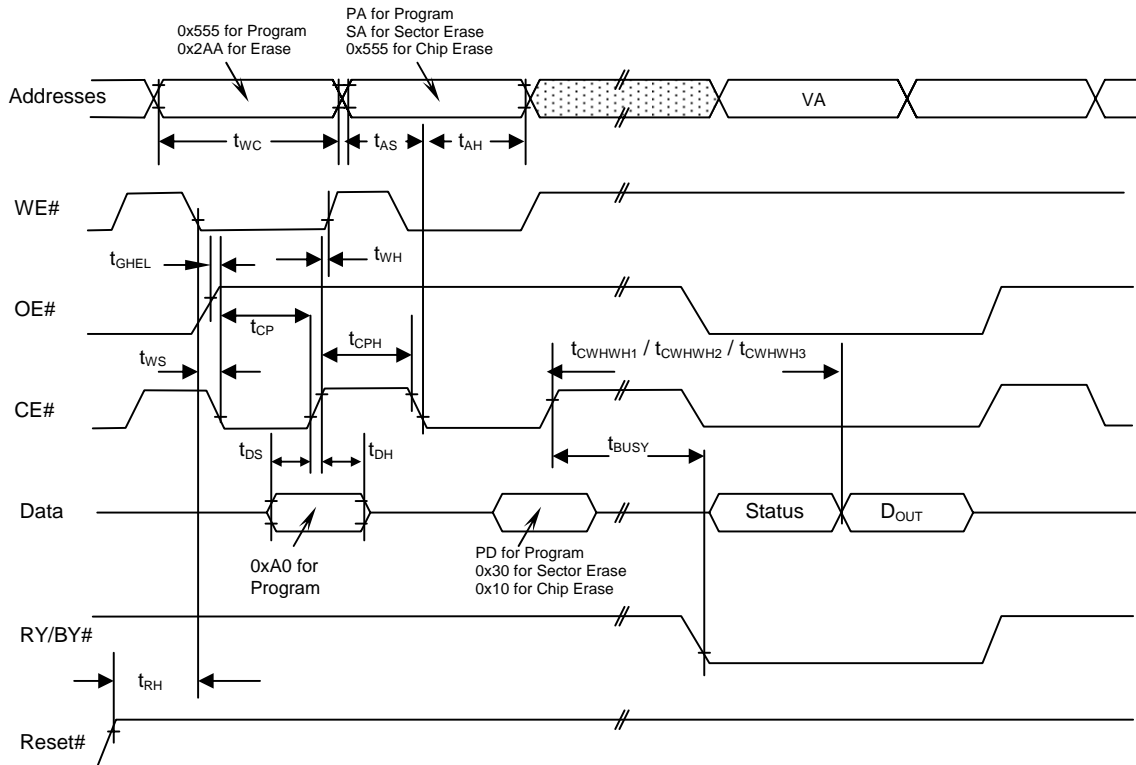 0x555 for Program
0x2AA for Erase
PA for Program
SA for Sector Erase
0x555 for Chip Erase
Addresses
VA
tWC
tAS
tAH
WE#
tGHEL
tWH
OE#
tCP
tCPH
tWS
tCWHWH1 / tCWHWH2 / tCWHWH3
CE#
tDS
tDH
tBUSY
Data
Status
DOUT
0xA0 for
Program
PD for Program
0x30 for Sector Erase
0x10 for Chip Erase
RY/BY#
tRH
Reset#